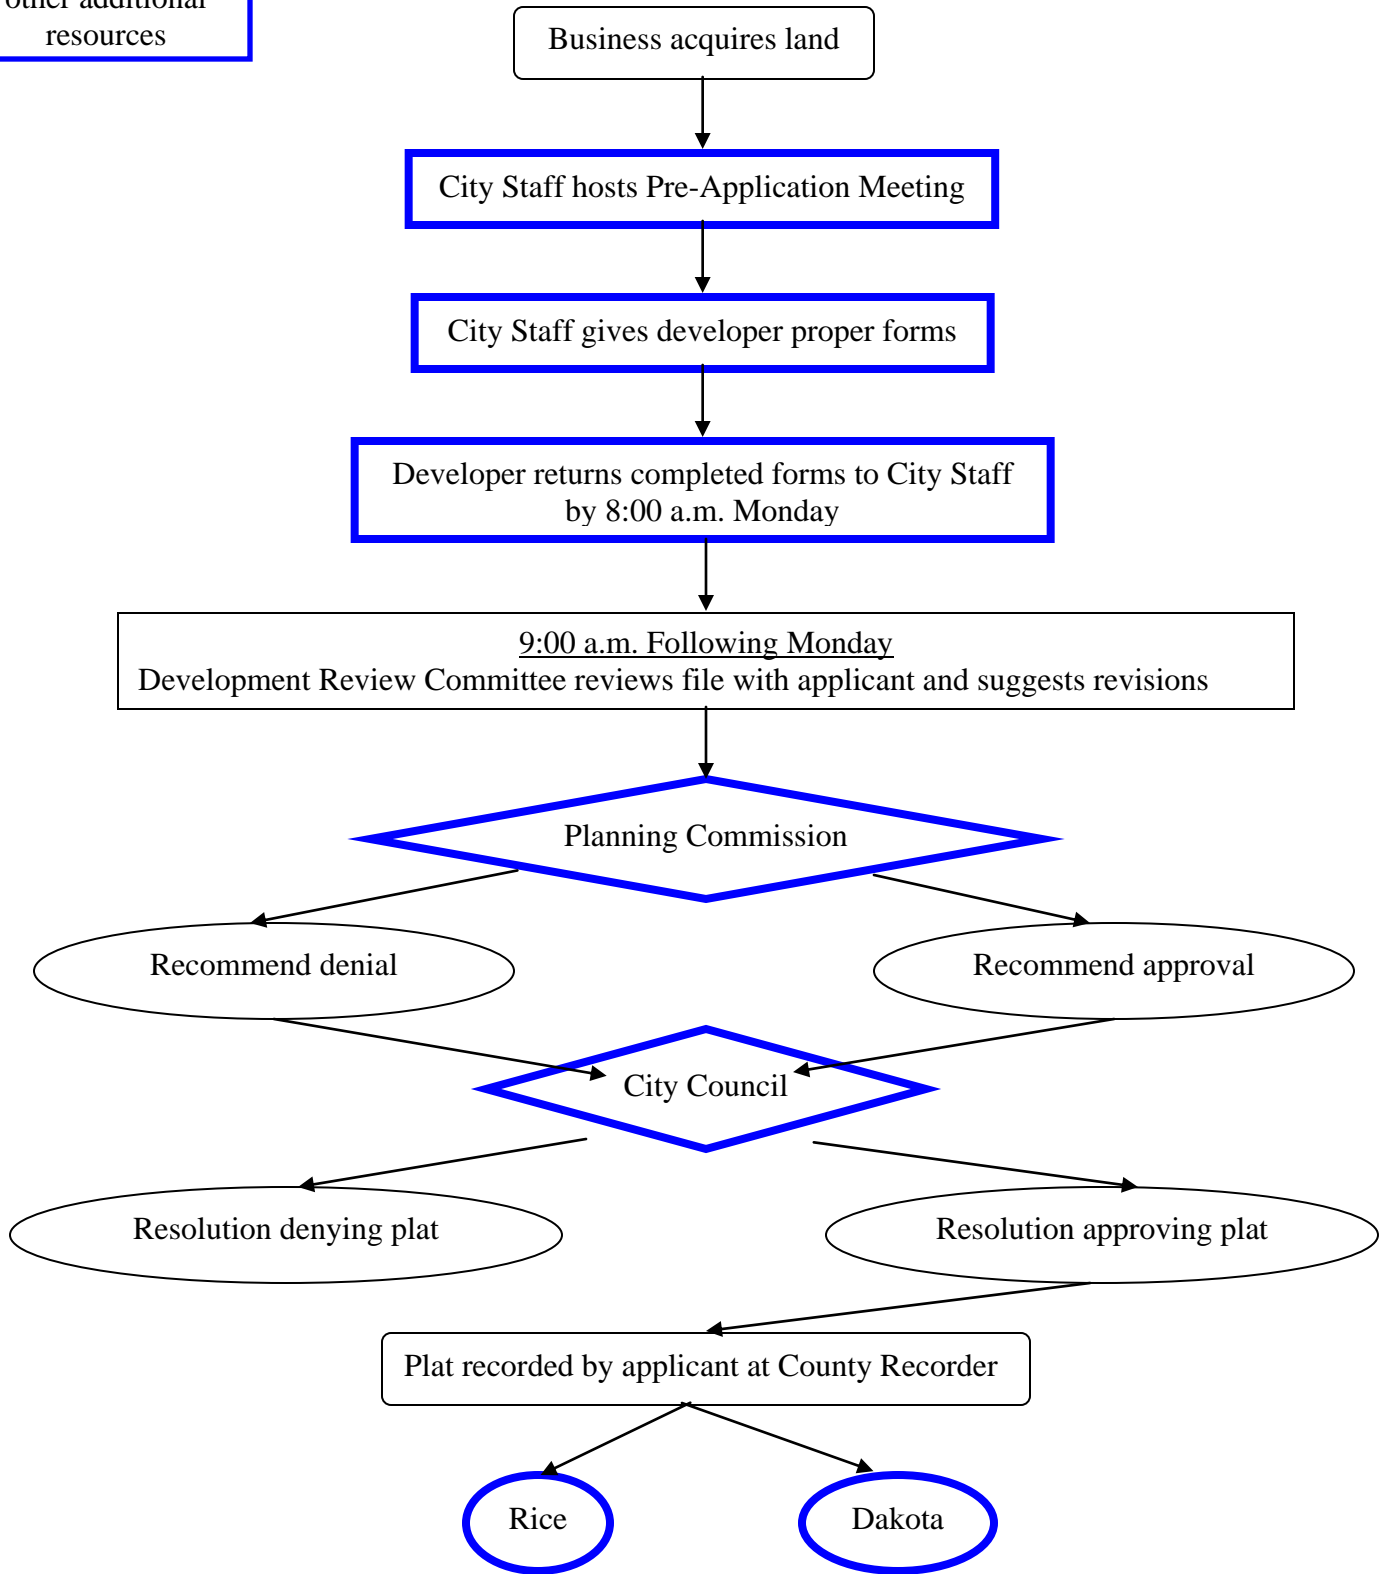 other additional
resources
Business acquires land
City Staff hosts Pre-Application Meeting
City Staff gives developer proper forms
Developer returns completed forms to City Staff
by 8:00 a.m. Monday
9:00 a.m. Following Monday
Development Review Committee reviews file with applicant and suggests revisions
Planning Commission
Recommend denial
Recommend approval
City Council
Resolution denying plat
Resolution approving plat
Plat recorded by applicant at County Recorder
Rice
Dakota